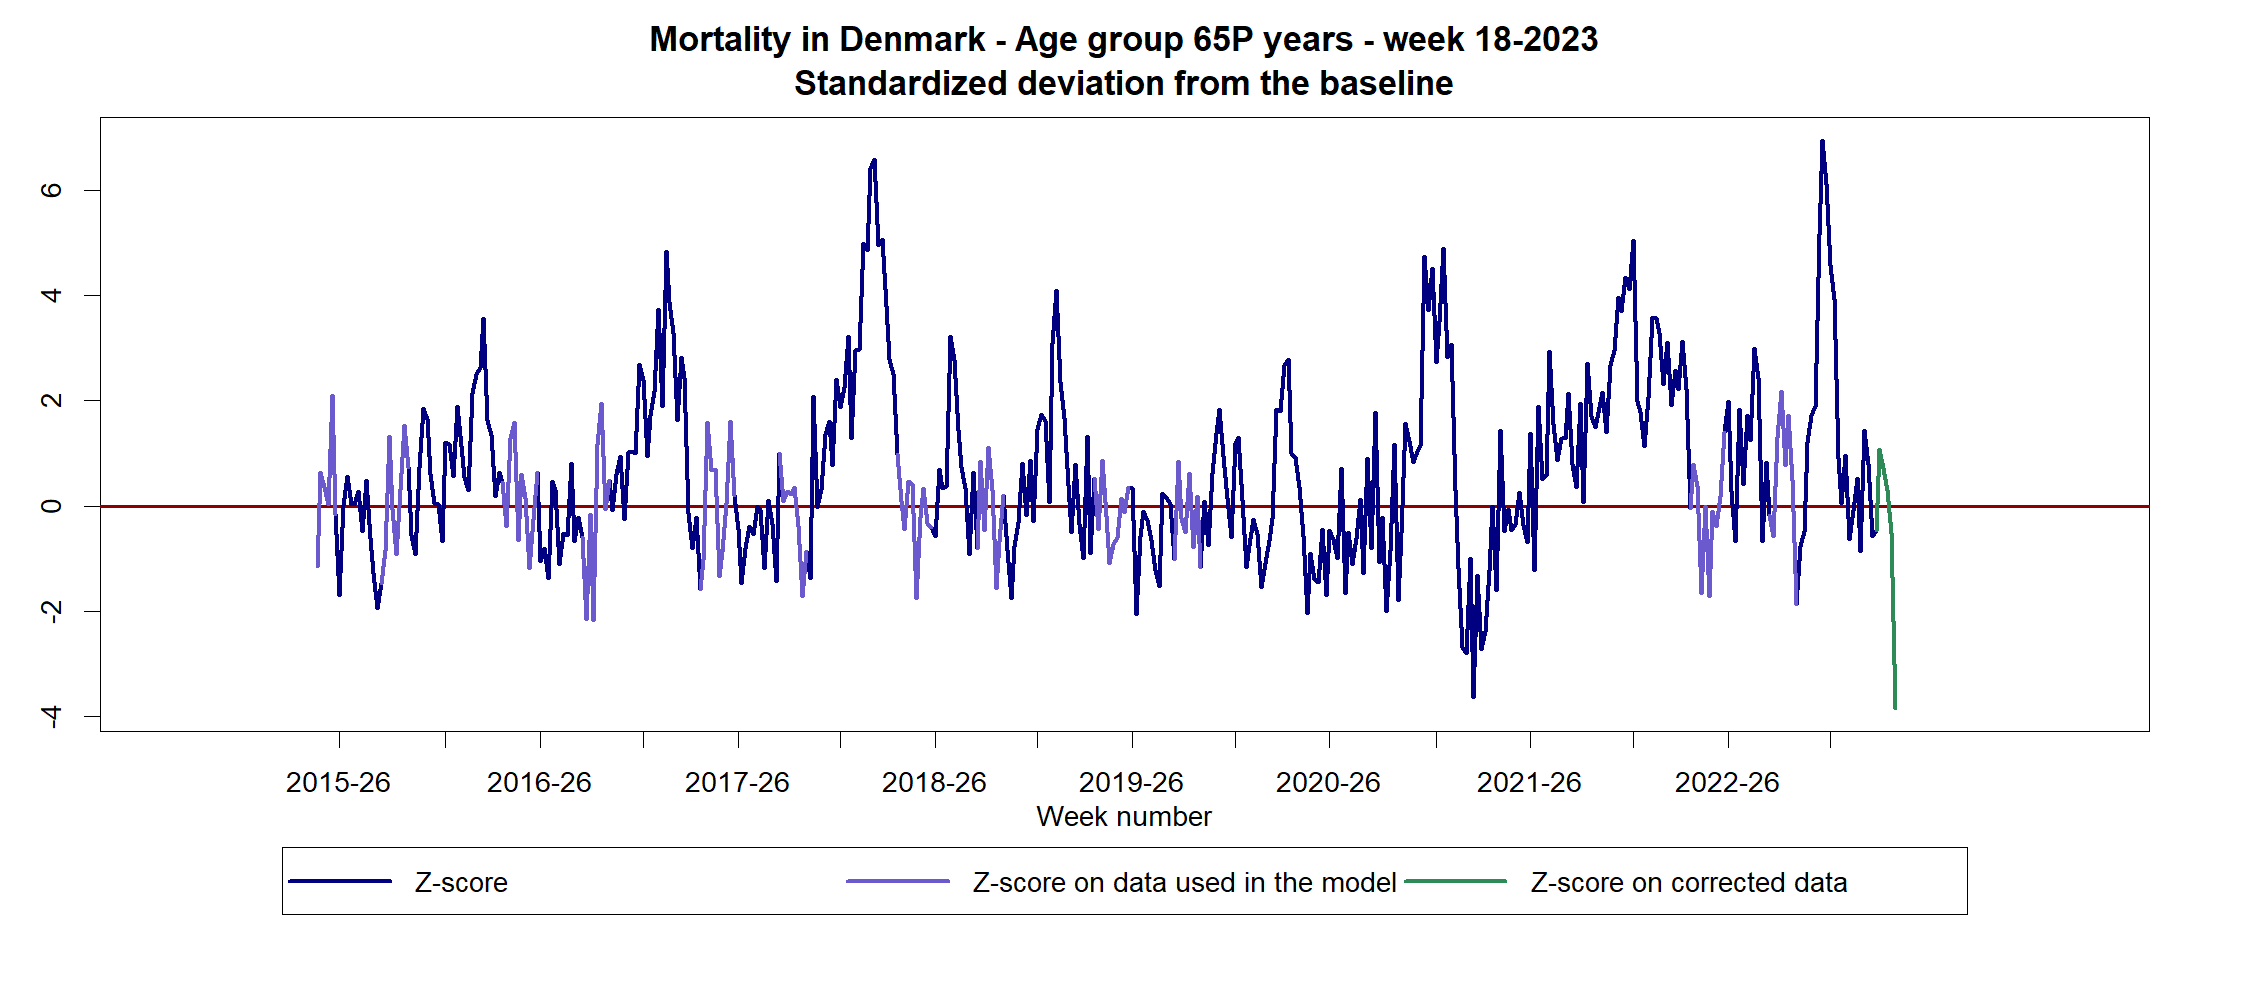 Mortality in Denmark - Age group 65P years - week 18-2023
Standardized deviation from the baseline
6
4
2
0
-2
-4
2015-26 2016-26 2017-26 2018-26 2019-26 2020-26 2021-26 2022-26
Week number
Z-score Z-score on data used in the model Z-score on corrected data